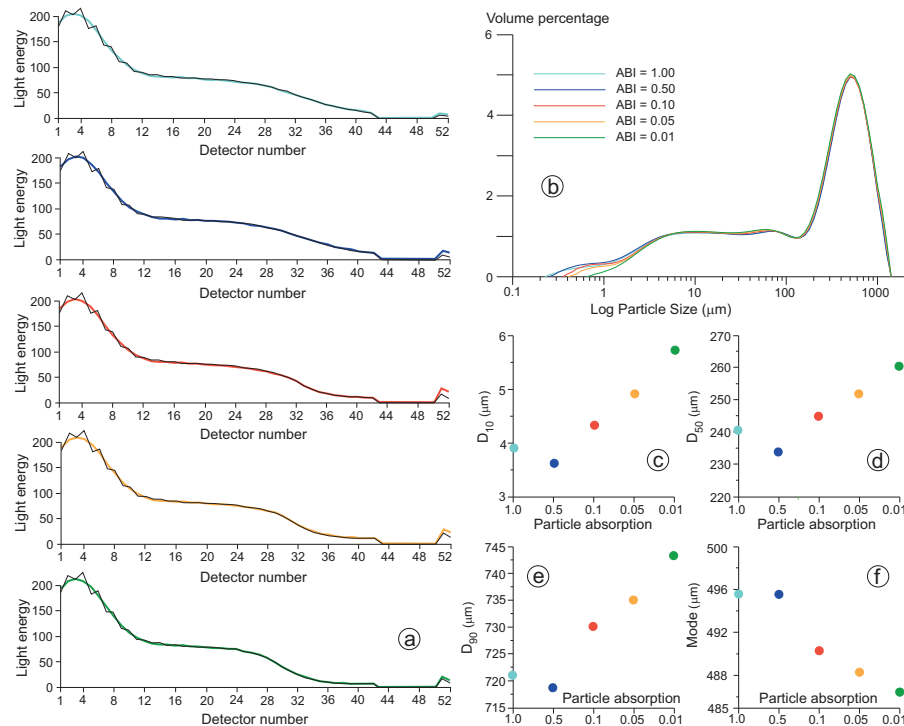 Light energy
200
150
100
50
0
1 4 8 12 16 20 24 28 32 36 40 44 48 52
Detector number
Light energy
200
150
100
50
0
1 4 8 12 16 20 24 28 32 36 40 44 48 52
Detector number
Light energy
200
150
100
50
0
1 4 8 12 16 20 24 28 32 36 40 44 48 52
Detector number
Light energy
200
150
100
50
0
1 4 8 12 16 20 24 28 32 36 40 44 48 52
Detector number
Light energy
200
150
100
50
0
a
1 4 8 12 16 20 24 28 32 36 40 44 48 52
Detector number
Volume percentage
6
4
2
0
ABI = 1.00
ABI = 0.50
ABI = 0.10
ABI = 0.05
ABI = 0.01
b
0.1 1 10 100 1000
Log Particle Size (μm)
D10 (μm)
6
5
4
3
c
1.0 0.5 0.1 0.05 0.01
Particle absorption
D50 (μm)
270
260
250
240
230
220
d
1.0 0.5 0.1 0.05 0.01
Particle absorption
D90 (μm)
745
735
725
715
e
Particle absorption
1.0 0.5 0.1 0.05 0.01
Mode (μm)
500
496
492
488
485
f
Particle absorption
1.0 0.5 0.1 0.05 0.01